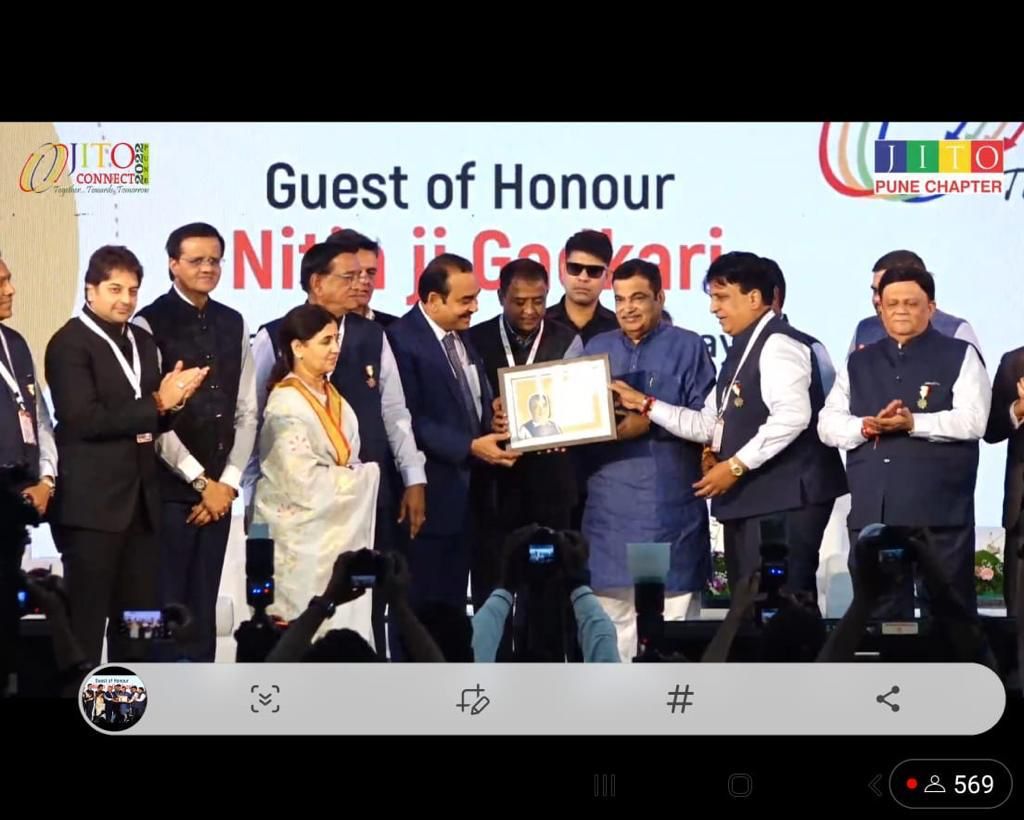 JITO
CONNECT
2022
Together...Towards Tomorrow
Guest of Honour
JITO
PUNE CHAPTER
#
569